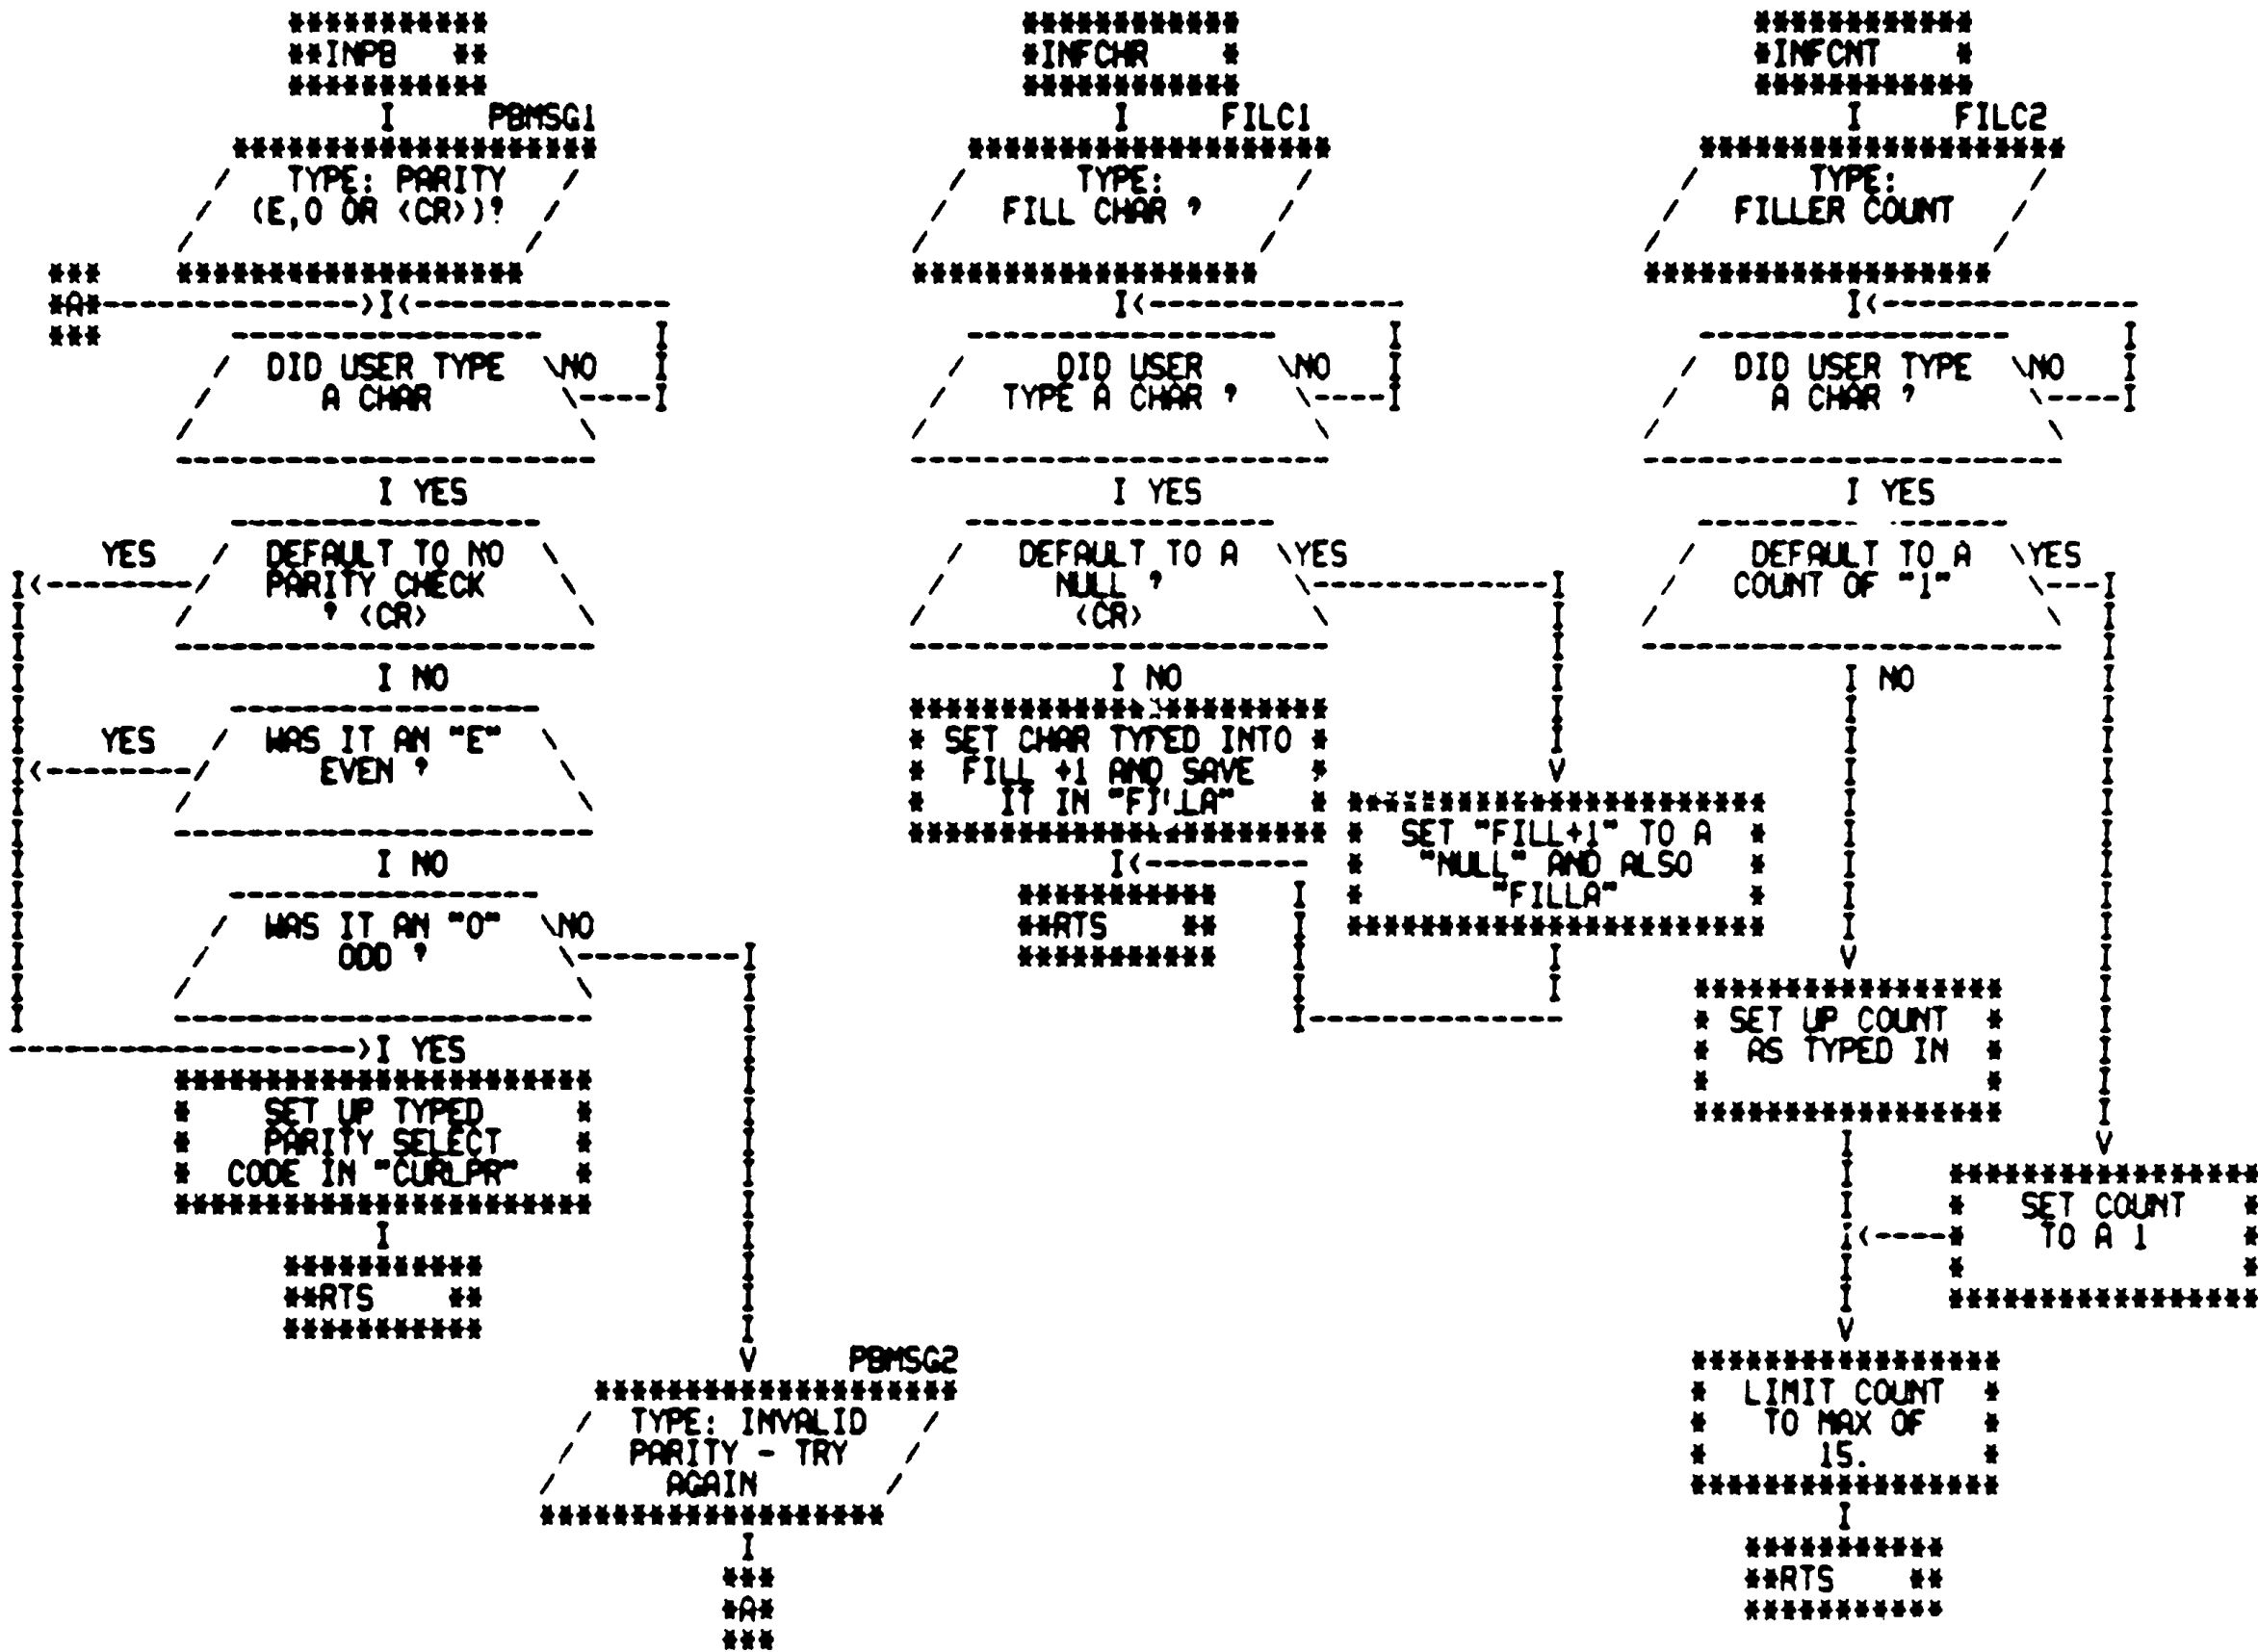 INPB
PBMSG1
TYPE: PARITY
(E,O OR <CR>)?
A
DID USER TYPE
A CHAR
NO
YES
DEFAULT TO NO
PARITY CHECK
? <CR>
YES
NO
WAS IT AN "E"
EVEN ?
YES
NO
WAS IT AN "O"
ODD ?
NO
YES
SET UP TYPED
PARITY SELECT
CODE IN "CURLPR"
RTS
PBMSG2
TYPE: INVALID
PARITY - TRY
AGAIN
A
INFCHR
FILC1
TYPE:
FILL CHAR ?
DID USER
TYPE A CHAR ?
NO
YES
DEFAULT TO A
NULL ?
<CR>
YES
NO
SET CHAR TYPED INTO
FILL +1 AND SAVE
IT IN "FILLA"
SET "FILL+1" TO A
"NULL" AND ALSO
"FILLA"
RTS
INFCNT
FILC2
TYPE:
FILLER COUNT
DID USER TYPE
A CHAR ?
NO
YES
DEFAULT TO A
COUNT OF "1"
YES
NO
SET UP COUNT
AS TYPED IN
SET COUNT
TO A 1
LIMIT COUNT
TO MAX OF
15.
RTS